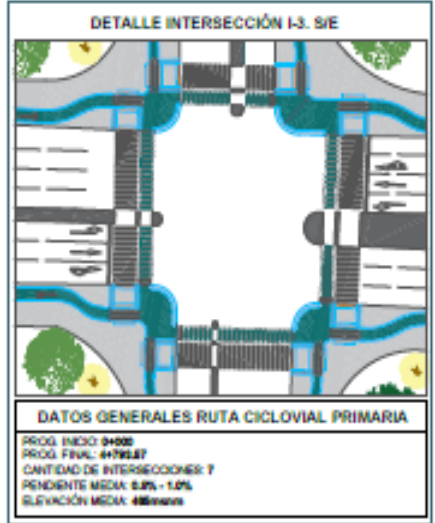 DETALLE INTERSECCIÓN I-3. S/E
DATOS GENERALES RUTA CICLOVIAL PRIMARIA
PROG. INICIO: 0+000
PROG. FINAL: 4+793.57
CANTIDAD DE INTERSECCIONES: 7
PENDIENTE MEDIA: 0.8% - 1.0%
ELEVACIÓN MEDIA: